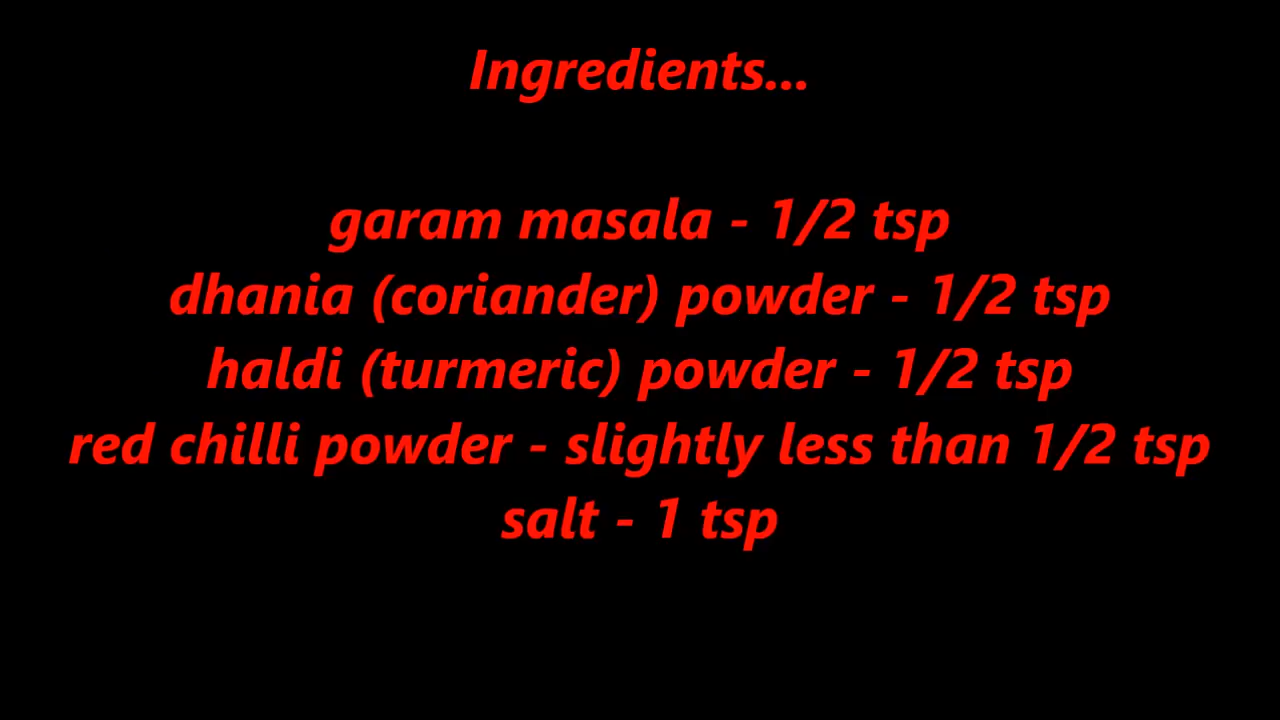 Ingredients...
garam masala - 1/2 tsp
dhania (coriander) powder - 1/2 tsp
haldi (turmeric) powder - 1/2 tsp
red chilli powder - slightly less than 1/2 tsp
salt - 1 tsp